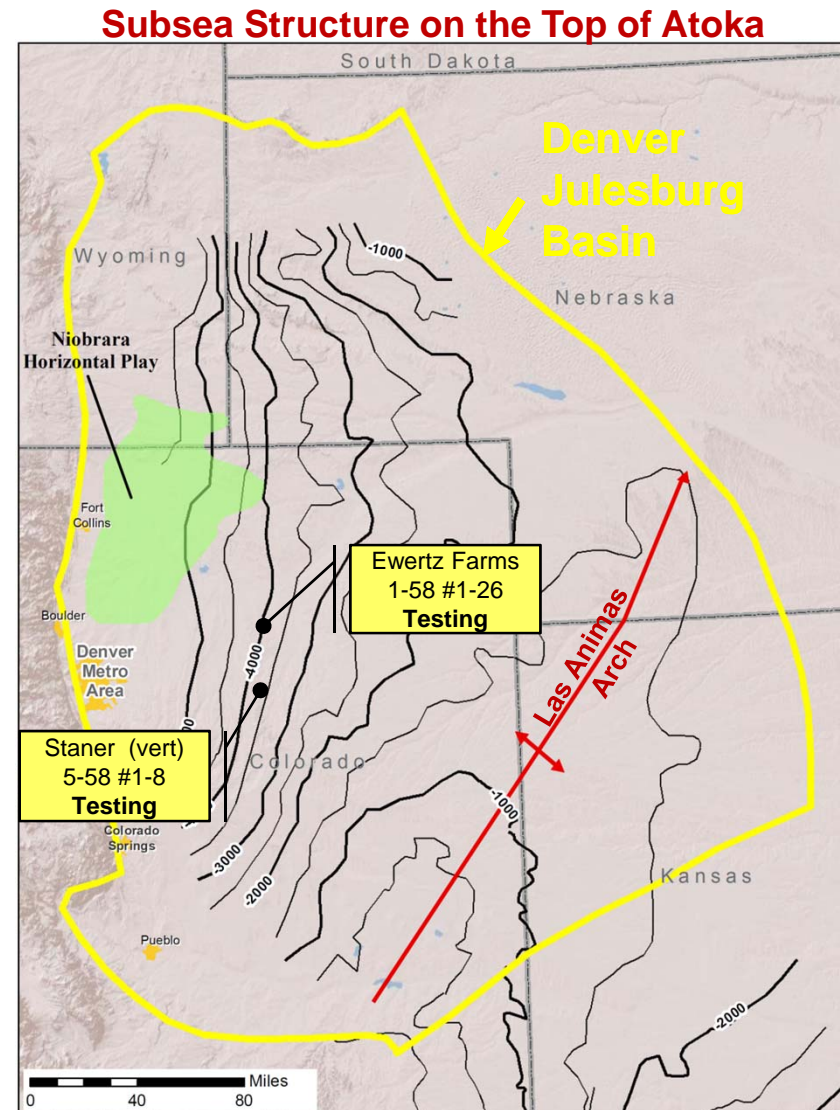 Subsea Structure on the Top of Atoka
South Dakota
Denver
Julesburg
Basin
Wyoming
-1000
Nebraska
Niobrara
Horizontal Play
Fort
Collins
Ewertz Farms
1-58 #1-26
Testing
Boulder
Denver
Metro
Area
-4000
Las Animas
Arch
Staner (vert)
5-58 #1-8
Testing
Colorado
-1000
Colorado
Springs
-3000
-2000
Kansas
Pueblo
-2000
Miles
0 40 80